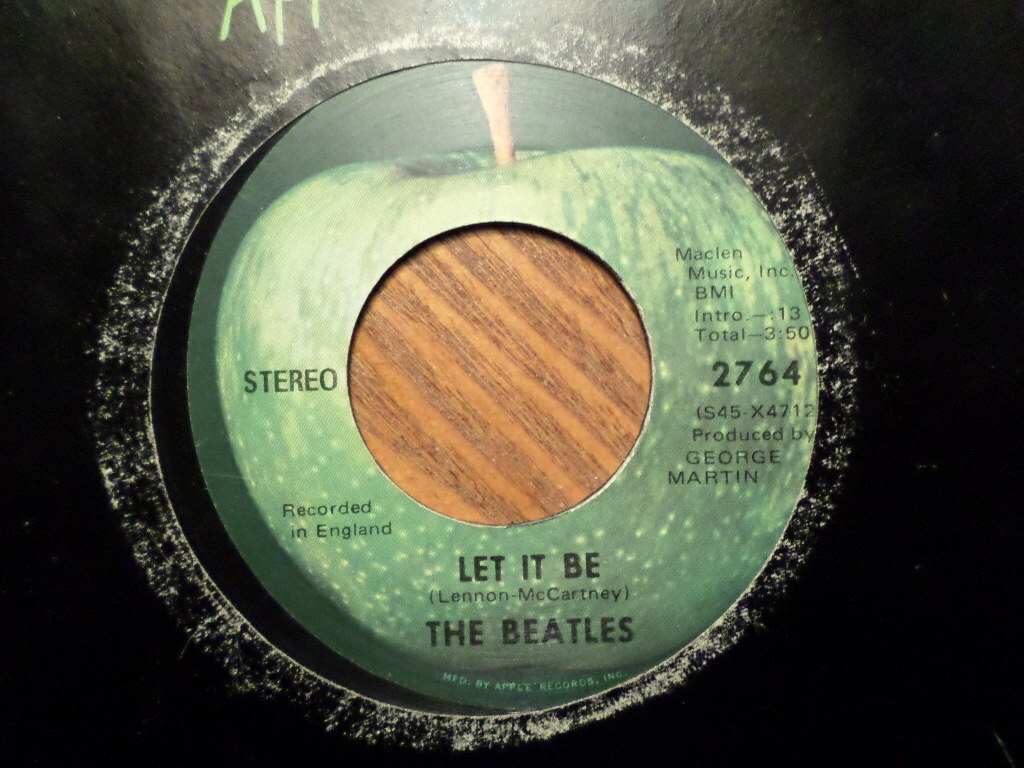 STEREO
Maclen
Music, Inc.
BMI
Intro.—:13
Total—3:50
2764
(S45-X4712
Produced by
GEORGE
MARTIN
Recorded
in England
LET IT BE
(Lennon-McCartney)
THE BEATLES
MFD. BY APPLE RECORDS, INC.